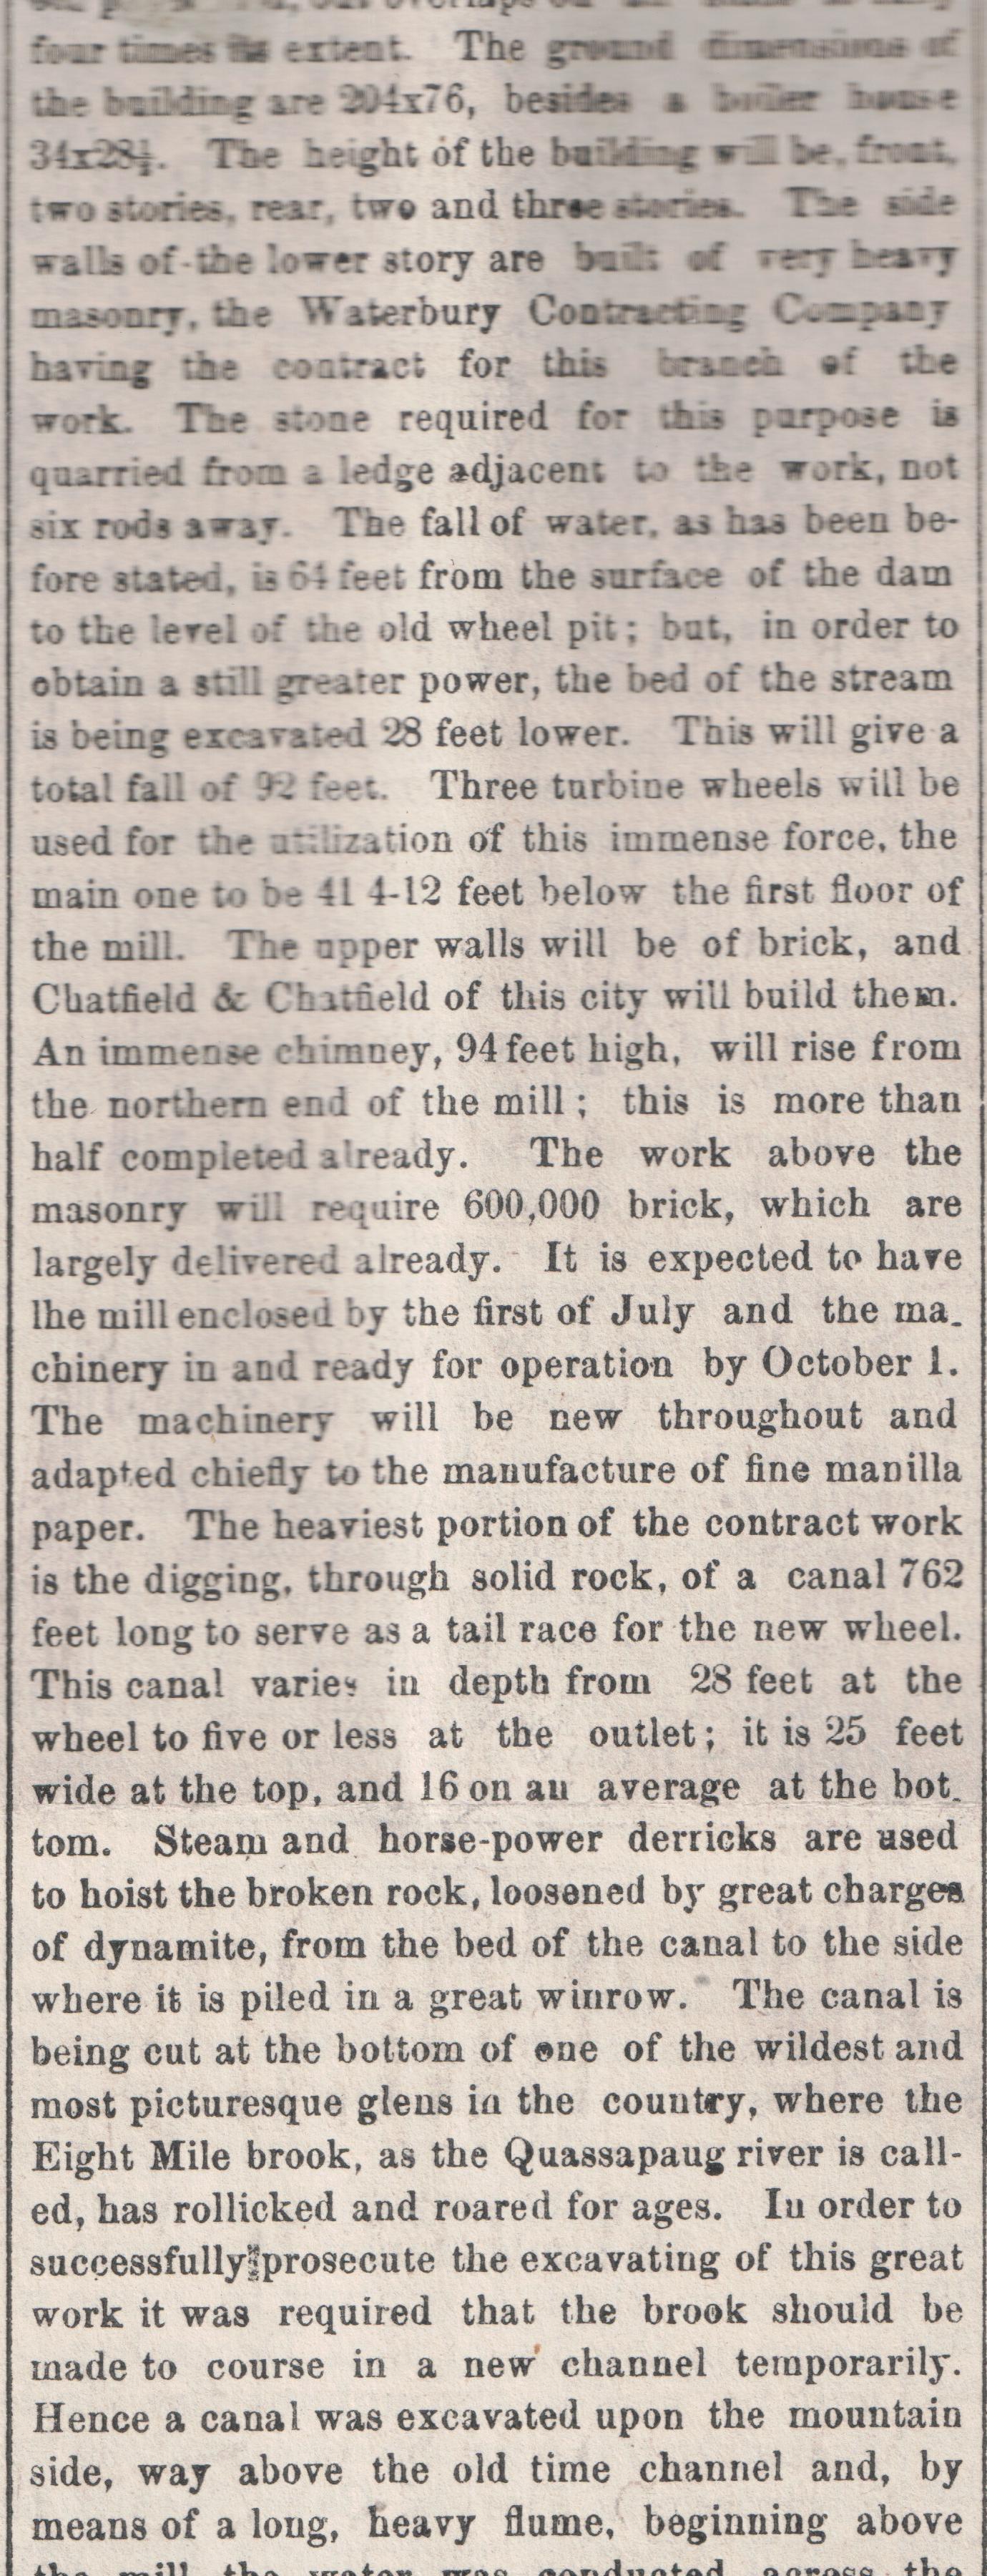 four times its extent. The ground dimensions of
the building are 204x76, besides a boiler house
34x28½. The height of the building will be, front,
two stories, rear, two and three stories. The side
walls of the lower story are built of very heavy
masonry, the Waterbury Contracting Company
having the contract for this branch of the
work. The stone required for this purpose is
quarried from a ledge adjacent to the work, not
six rods away. The fall of water, as has been be-
fore stated, is 64 feet from the surface of the dam
to the level of the old wheel pit; but, in order to
obtain a still greater power, the bed of the stream
is being excavated 28 feet lower. This will give a
total fall of 92 feet. Three turbine wheels will be
used for the utilization of this immense force, the
main one to be 41 4-12 feet below the first floor of
the mill. The upper walls will be of brick, and
Chatfield & Chatfield of this city will build them.
An immense chimney, 94 feet high, will rise from
the northern end of the mill; this is more than
half completed already. The work above the
masonry will require 600,000 brick, which are
largely delivered already. It is expected to have
lhe mill enclosed by the first of July and the ma.
chinery in and ready for operation by October 1.
The machinery will be new throughout and
adapted chiefly to the manufacture of fine manilla
paper. The heaviest portion of the contract work
is the digging, through solid rock, of a canal 762
feet long to serve as a tail race for the new wheel.
This canal varies in depth from 28 feet at the
wheel to five or less at the outlet; it is 25 feet
wide at the top, and 16 on an average at the bot.
tom. Steam and horse-power derricks are used
to hoist the broken rock, loosened by great charges
of dynamite, from the bed of the canal to the side
where it is piled in a great winrow. The canal is
being cut at the bottom of one of the wildest and
most picturesque glens in the country, where the
Eight Mile brook, as the Quassapaug river is call-
ed, has rollicked and roared for ages. In order to
successfully prosecute the excavating of this great
work it was required that the brook should be
made to course in a new channel temporarily.
Hence a canal was excavated upon the mountain
side, way above the old time channel and, by
means of a long, heavy flume, beginning above
the mill the water was conducted across the